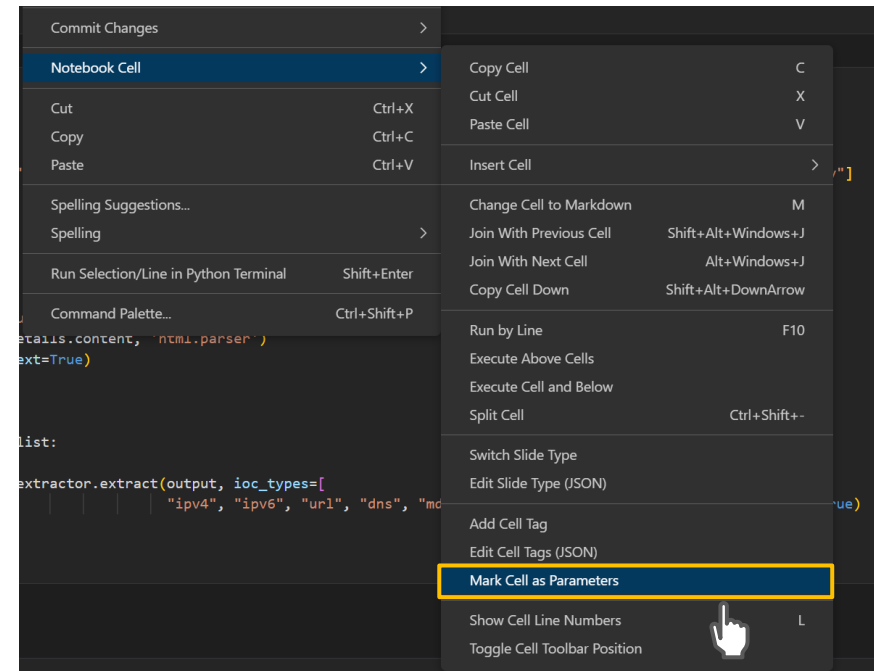 Commit Changes
Notebook Cell
Cut Ctrl+X
Copy Ctrl+C
Paste Ctrl+V
Spelling Suggestions...
Spelling
Run Selection/Line in Python Terminal Shift+Enter
Command Palette... Ctrl+Shift+P
Copy Cell C
Cut Cell X
Paste Cell V
Insert Cell
Change Cell to Markdown M
Join With Previous Cell Shift+Alt+Windows+J
Join With Next Cell Alt+Windows+J
Copy Cell Down Shift+Alt+DownArrow
Run by Line F10
Execute Above Cells
Execute Cell and Below
Split Cell Ctrl+Shift+-
Switch Slide Type
Edit Slide Type (JSON)
Add Cell Tag
Edit Cell Tags (JSON)
Mark Cell as Parameters
Show Cell Line Numbers L
Toggle Cell Toolbar Position
"]
etails.content, 'html.parser')
ext=True)
list:
extractor.extract(output, ioc_types=[
"ipv4", "ipv6", "url", "dns", "md
ue)